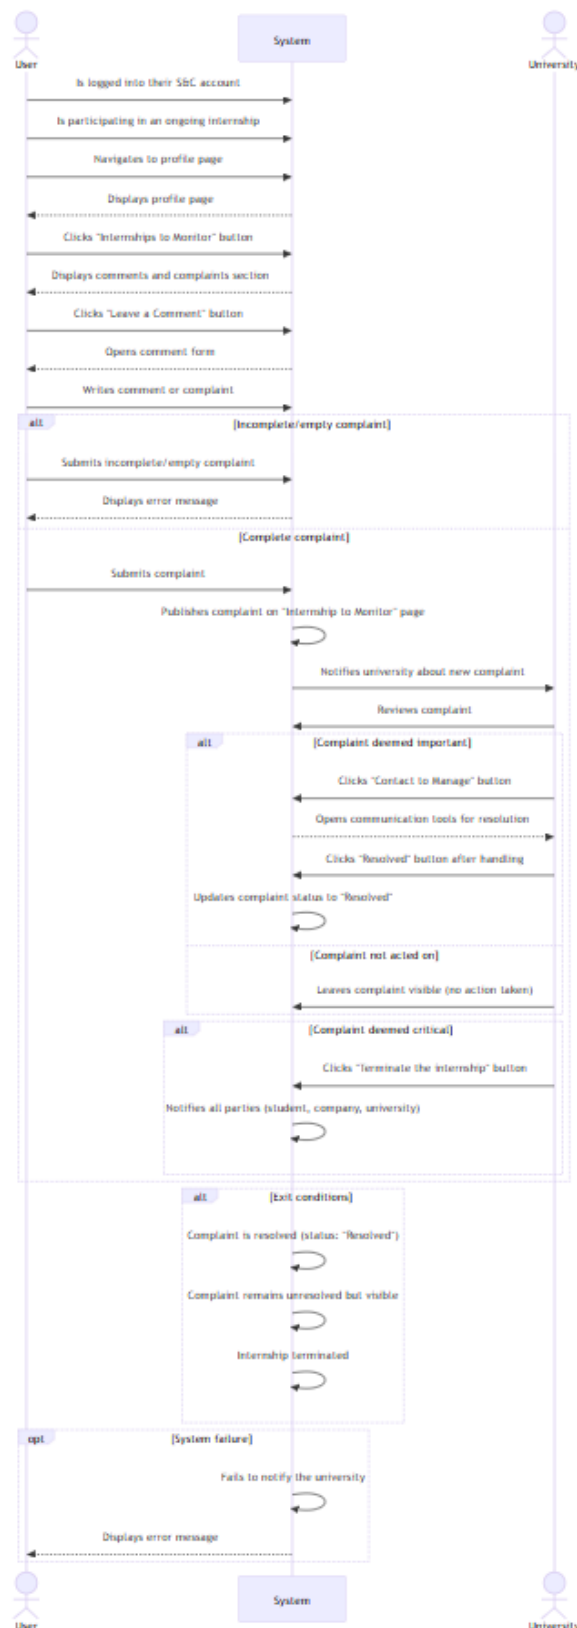 System
User
University
Is logged into their S&C account
Is participating in an ongoing internship
Navigates to profile page
Displays profile page
Clicks "Internships to Monitor" button
Displays comments and complaints section
Clicks "Leave a Comment" button
Opens comment form
Writes comment or complaint
alt
[Incomplete/empty complaint]
Submits incomplete/empty complaint
Displays error message
[Complete complaint]
Submits complaint
Publishes complaint on "Internship to Monitor" page
Notifies university about new complaint
Reviews complaint
alt
[Complaint deemed important]
Clicks "Contact to Manage" button
Opens communication tools for resolution
Clicks "Resolved" button after handling
Updates complaint status to "Resolved"
[Complaint not acted on]
Leaves complaint visible (no action taken)
alt
[Complaint deemed critical]
Clicks "Terminate the internship" button
Notifies all parties (student, company, university)
alt
[Exit conditions]
Complaint is resolved (status: "Resolved")
Complaint remains unresolved but visible
Internship terminated
opt
[System failure]
Fails to notify the university
Displays error message
System
User
University